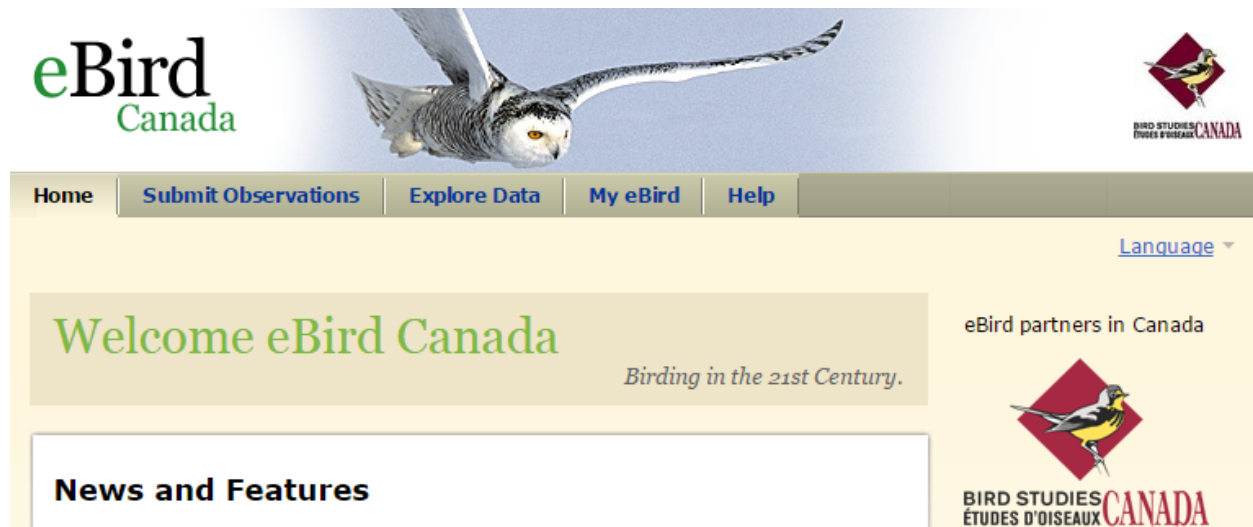 eBird
Canada
BIRD STUDIES
ÉTUDES D'OISEAUX CANADA
Home Submit Observations Explore Data My eBird Help
Language
Welcome eBird Canada
Birding in the 21st Century.
eBird partners in Canada
News and Features
BIRD STUDIES
ÉTUDES D'OISEAUX CANADA